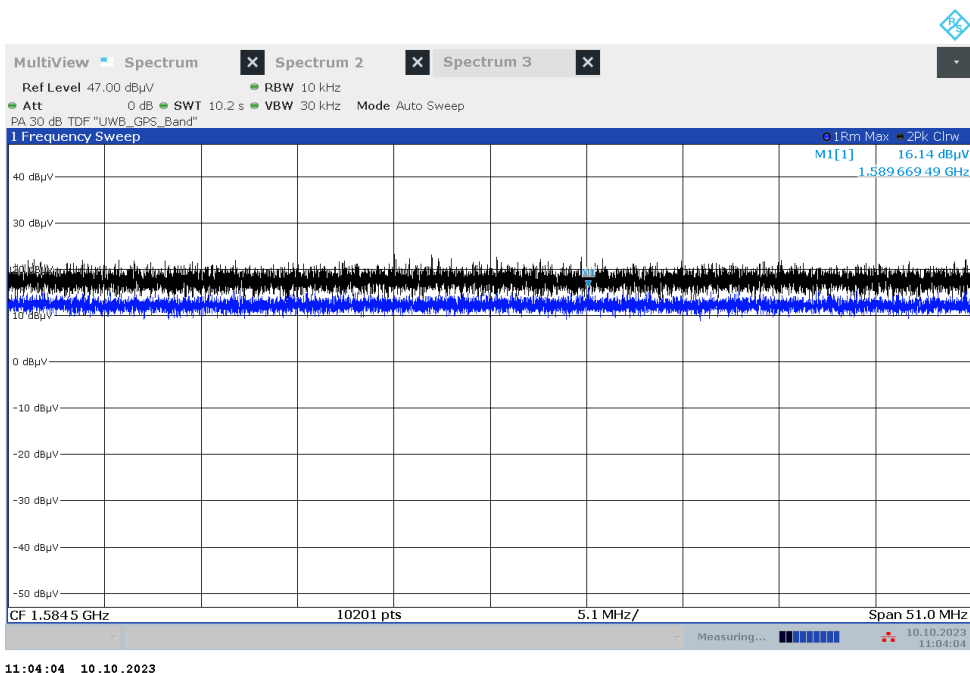 R S
MultiView Spectrum X Spectrum 2 X Spectrum 3 X
Ref Level 47.00 dBµV RBW 10 kHz
Att 0 dB SWT 10.2 s VBW 30 kHz Mode Auto Sweep
PA 30 dB TDF "UWB_GPS_Band"
1 Frequency Sweep 1Rm Max 2Pk Clrw
M1[1] 16.14 dBµV
1.589 669 49 GHz
40 dBµV
30 dBµV
20 dBµV
10 dBµV
0 dBµV
-10 dBµV
-20 dBµV
-30 dBµV
-40 dBµV
-50 dBµV
CF 1.5845 GHz 10201 pts 5.1 MHz/ Span 51.0 MHz
Measuring... 10.10.2023
11:04:04
11:04:04 10.10.2023